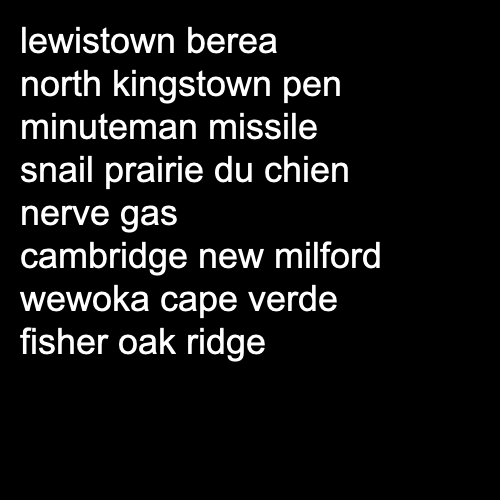 lewistown berea
north kingstown pen
minuteman missile
snail prairie du chien
nerve gas
cambridge new milford
wewoka cape verde
fisher oak ridge